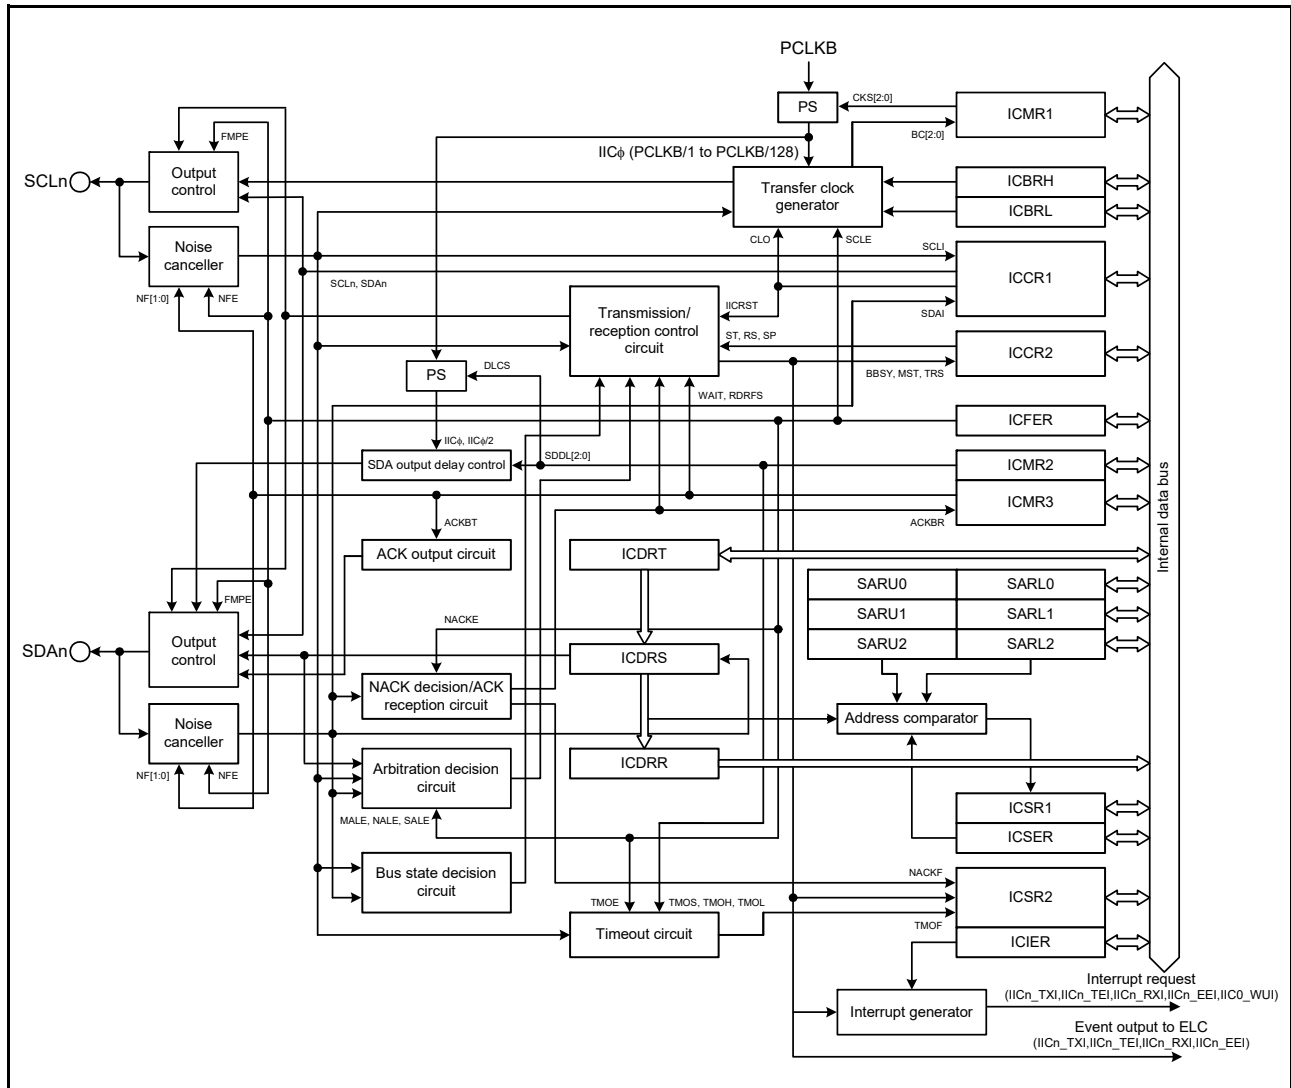 PCLKB
PS
CKS[2:0]
ICMR1
BC[2:0]
IICϕ (PCLKB/1 to PCLKB/128)
FMPE
Output
control
SCLn
Transfer clock
generator
ICBRH
ICBRL
CLO
SCLE
Noise
canceller
NF[1:0]
NFE
SCLn, SDAn
SCLI
ICCR1
SDAI
IICRST
Transmission/
reception control
circuit
ST, RS, SP
ICCR2
BBSY, MST, TRS
PS
DLCS
WAIT, RDRFS
ICFER
IICϕ, IICϕ/2
SDA output delay control
SDDL[2:0]
ICMR2
ICMR3
ACKBR
ACKBT
ACK output circuit
ICDRT
Internal data bus
SARU0
SARL0
SARU1
SARL1
SARU2
SARL2
FMPE
Output
control
SDAn
NACKE
ICDRS
NACK decision/ACK
reception circuit
Address comparator
Noise
canceller
NF[1:0]
NFE
Arbitration decision
circuit
ICDRR
MALE, NALE, SALE
ICSR1
ICSER
Bus state decision
circuit
NACKF
ICSR2
TMOE
TMOS, TMOH, TMOL
TMOF
Timeout circuit
ICIER
Interrupt generator
Interrupt request
(IICn_TXI,IICn_TEI,IICn_RXI,IICn_EEI,IIC0_WUI)
Event output to ELC
(IICn_TXI,IICn_TEI,IICn_RXI,IICn_EEI)